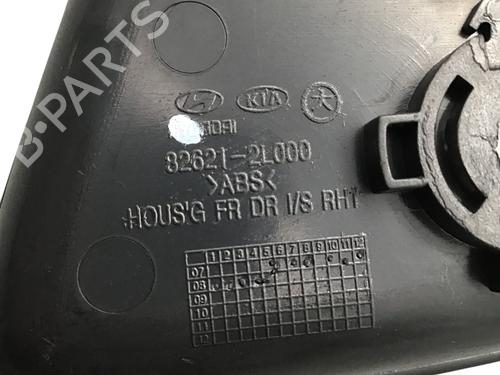 B-PARTS
KIA 大
82621-2L000
>ABS<
*HOUS'G FR DR I/S RH*
1 2 3 4 5 6 7 8 9 10 11 12
07
08
09
10
11
12